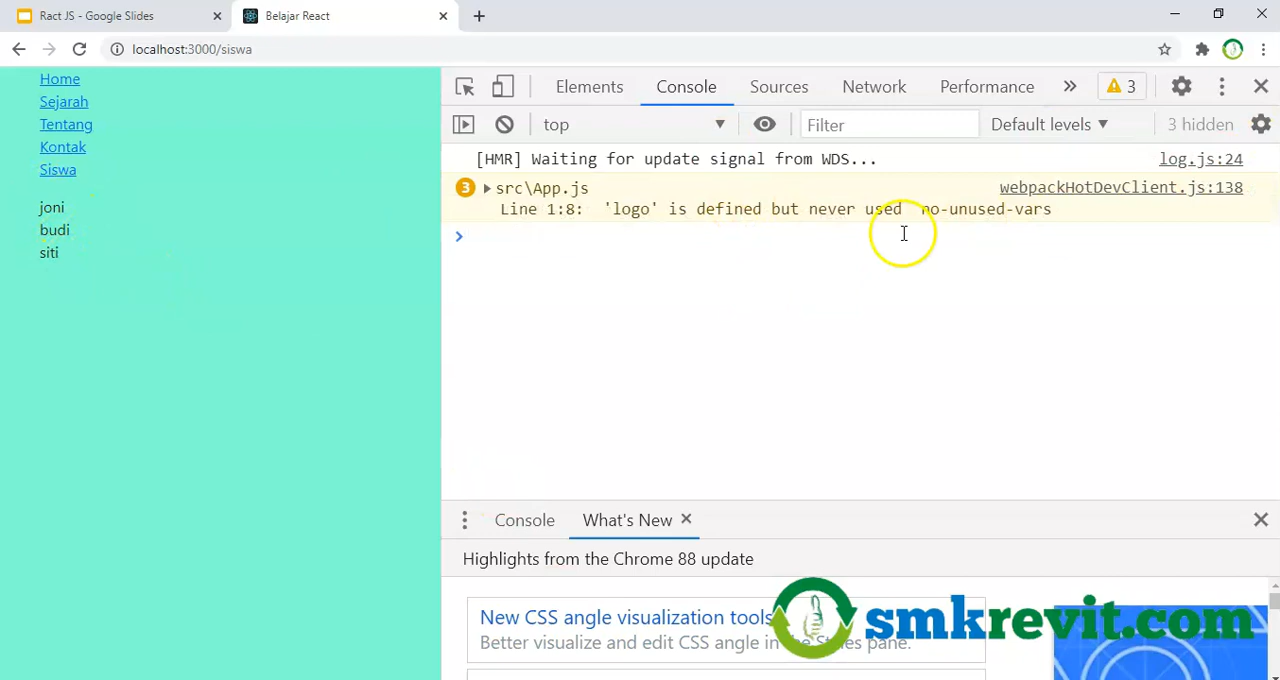 Ract JS - Google Slides
Belajar React
localhost:3000/siswa
Home
Sejarah
Tentang
Kontak
Siswa
joni
budi
siti
Elements Console Sources Network Performance 3
top Filter Default levels 3 hidden
[HMR] Waiting for update signal from WDS... log.js:24
3 src\App.js webpackHotDevClient.js:138
Line 1:8: 'logo' is defined but never used no-unused-vars
Console What's New
Highlights from the Chrome 88 update
New CSS angle visualization tools
Better visualize and edit CSS angle in the Styles pane.
smkrevit.com